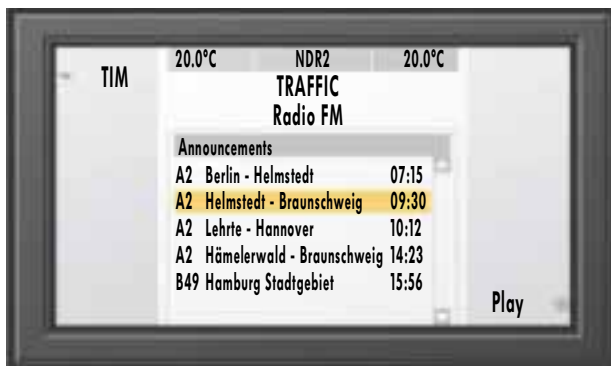 TIM
20.0°C NDR2 20.0°C
TRAFFIC
Radio FM
Announcements
A2 Berlin - Helmstedt 07:15
A2 Helmstedt - Braunschweig 09:30
A2 Lehrte - Hannover 10:12
A2 Hämelerwald - Braunschweig 14:23
B49 Hamburg Stadtgebiet 15:56
Play